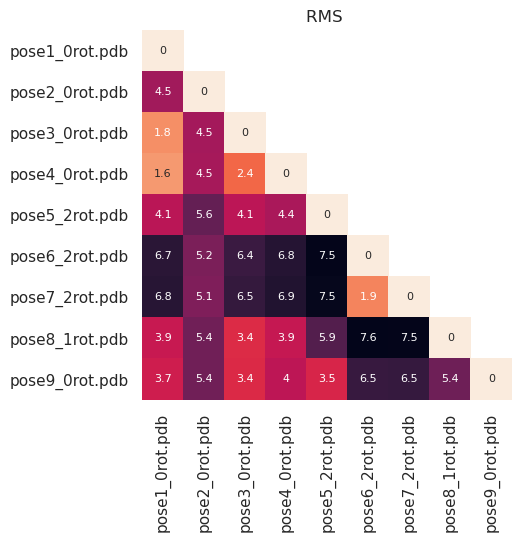 RMS
pose1_0rot.pdb 0
pose2_0rot.pdb 4.5 0
pose3_0rot.pdb 1.8 4.5 0
pose4_0rot.pdb 1.6 4.5 2.4 0
pose5_2rot.pdb 4.1 5.6 4.1 4.4 0
pose6_2rot.pdb 6.7 5.2 6.4 6.8 7.5 0
pose7_2rot.pdb 6.8 5.1 6.5 6.9 7.5 1.9 0
pose8_1rot.pdb 3.9 5.4 3.4 3.9 5.9 7.6 7.5 0
pose9_0rot.pdb 3.7 5.4 3.4 4 3.5 6.5 6.5 5.4 0
pose1_0rot.pdb
pose2_0rot.pdb
pose3_0rot.pdb
pose4_0rot.pdb
pose5_2rot.pdb
pose6_2rot.pdb
pose7_2rot.pdb
pose8_1rot.pdb
pose9_0rot.pdb